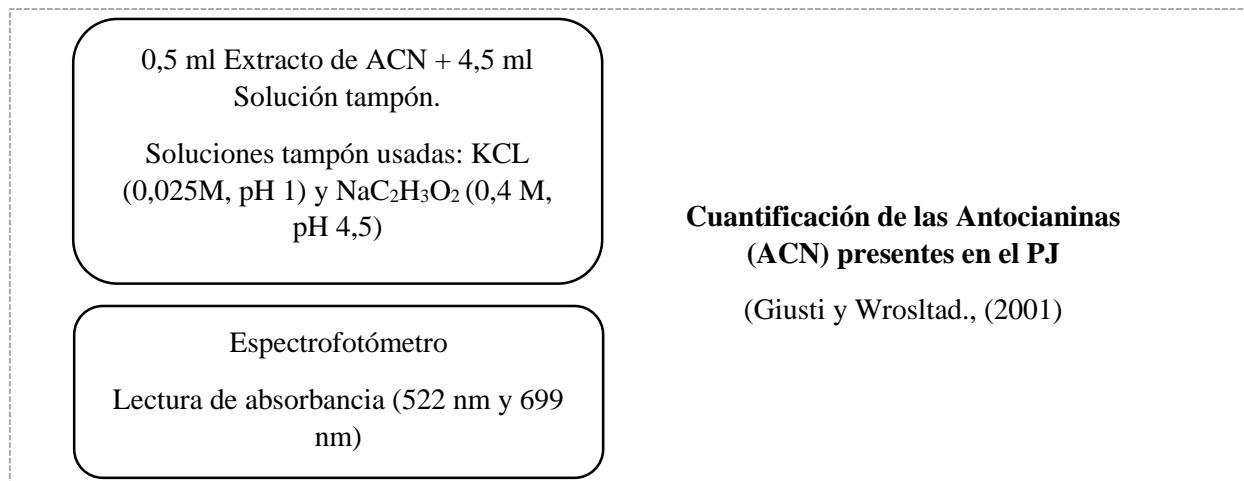 0,5 ml Extracto de ACN + 4,5 ml
Solución tampón.
Soluciones tampón usadas: KCL
(0,025M, pH 1) y NaC₂H₃O₂ (0,4 M,
pH 4,5)
Cuantificación de las Antocianinas
(ACN) presentes en el PJ
(Giusti y Wrosltad., (2001)
Espectrofotómetro
Lectura de absorbancia (522 nm y 699
nm)